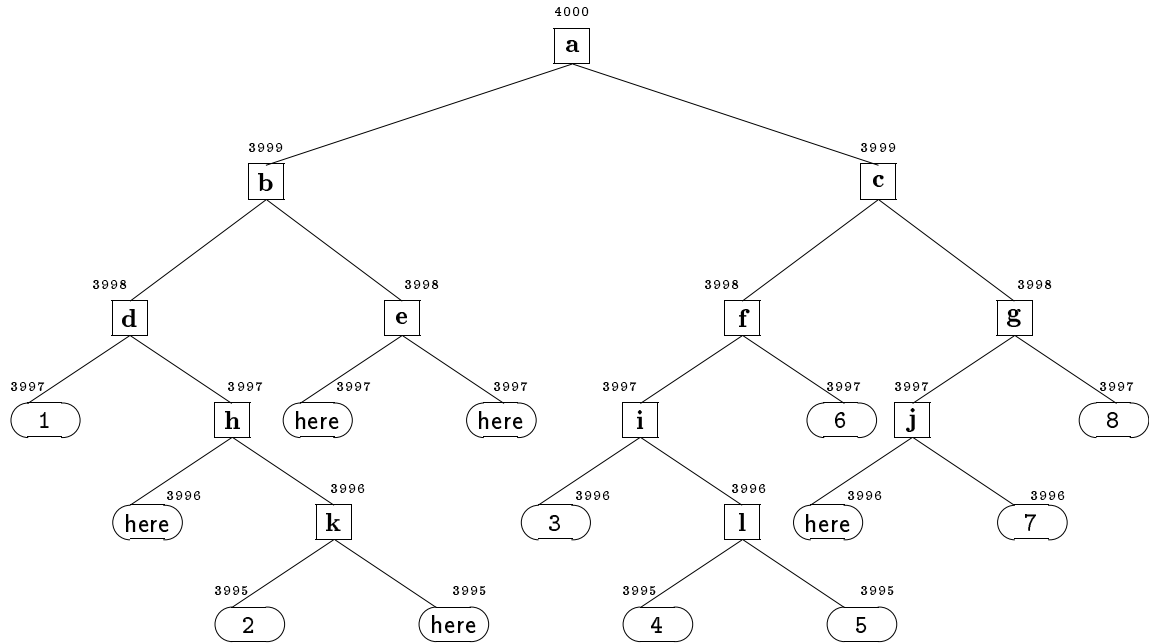 4000
a
3999 3999
b c
3998 3998 3998 3998
d e f g
3997 3997 3997 3997 3997 3997 3997 3997
1 h here here i 6 j 8
3996 3996 3996 3996 3996 3996
here k 3 l here 7
3995 3995 3995 3995
2 here 4 5